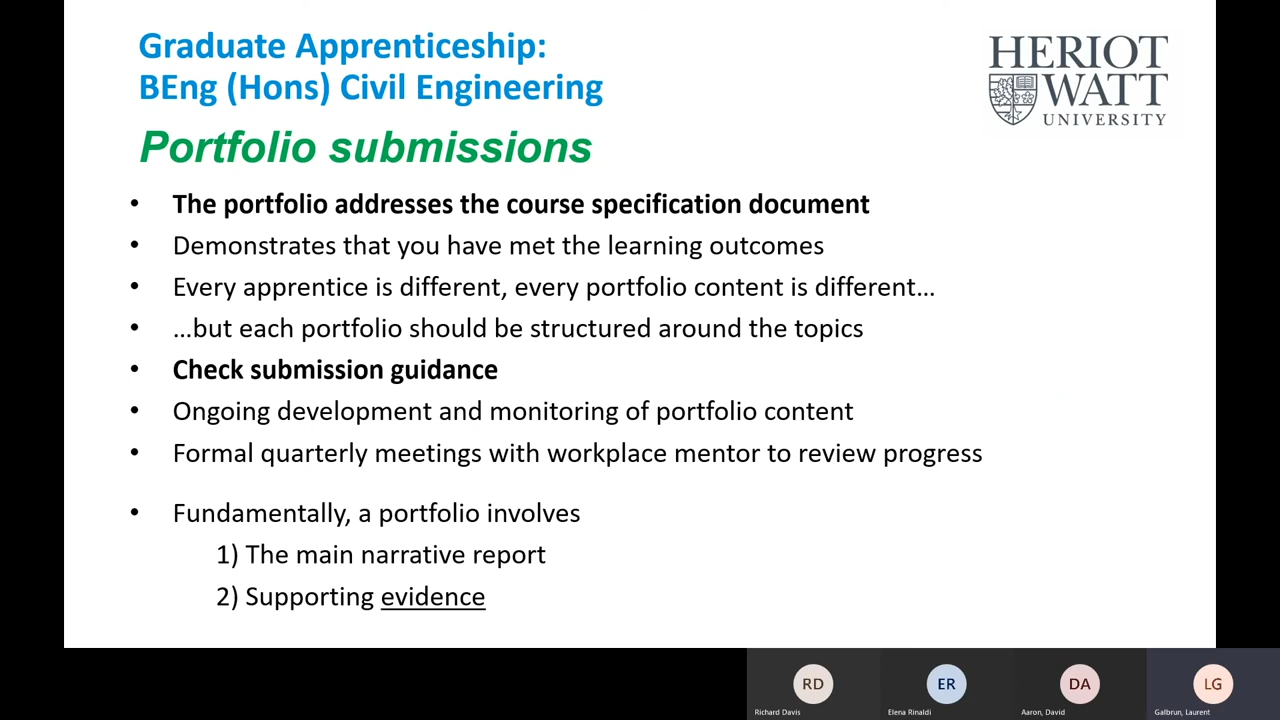 Graduate Apprenticeship:
BEng (Hons) Civil Engineering
HERIOT
WATT
UNIVERSITY
Portfolio submissions
• The portfolio addresses the course specification document
• Demonstrates that you have met the learning outcomes
• Every apprentice is different, every portfolio content is different…
• …but each portfolio should be structured around the topics
• Check submission guidance
• Ongoing development and monitoring of portfolio content
• Formal quarterly meetings with workplace mentor to review progress
• Fundamentally, a portfolio involves
1) The main narrative report
2) Supporting evidence
RD
ER
DA
LG
Richard Davis
Elena Rinaldi
Aaron, David
Galbrun, Laurent